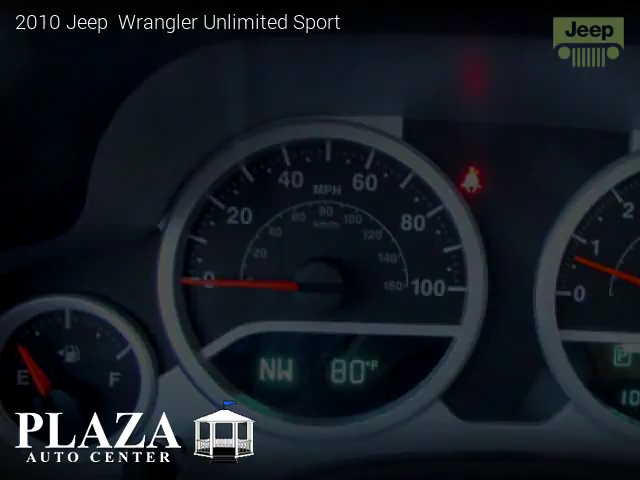 2010 Jeep Wrangler Unlimited Sport
Jeep
20 40 60 80 100
MPH
0
20 40 60 80 100 120 140 160
km/h
0 1 2
NW 80°F
E F
P
10
PLAZA
AUTO CENTER